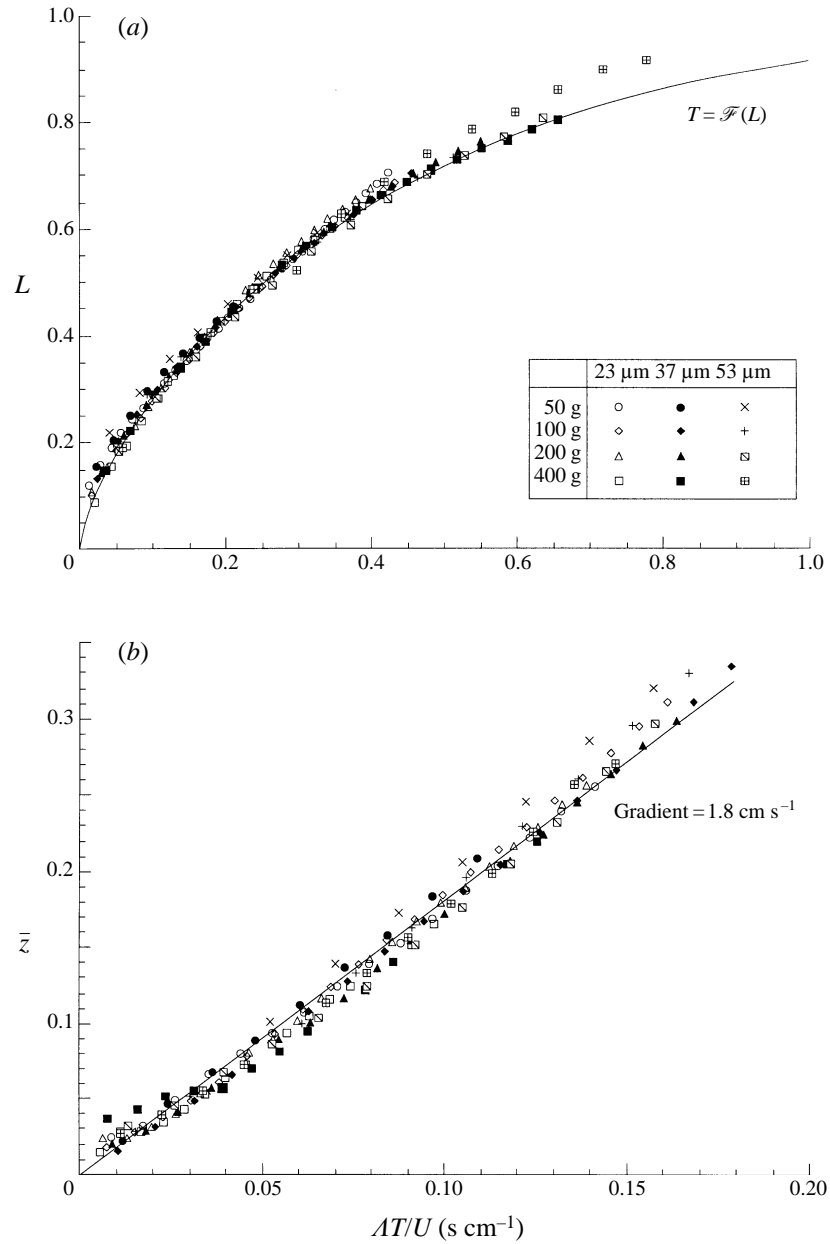 1.0
(a)
0.8
T = ℱ(L)
0.6
L
0.4
23 µm 37 µm 53 µm
50 g
100 g
200 g
400 g
0.2
0 0.2 0.4 0.6 0.8 1.0
(b)
0.3
Gradient = 1.8 cm s⁻¹
0.2
z̄
0.1
0 0.05 0.10 0.15 0.20
ΛT/U (s cm⁻¹)